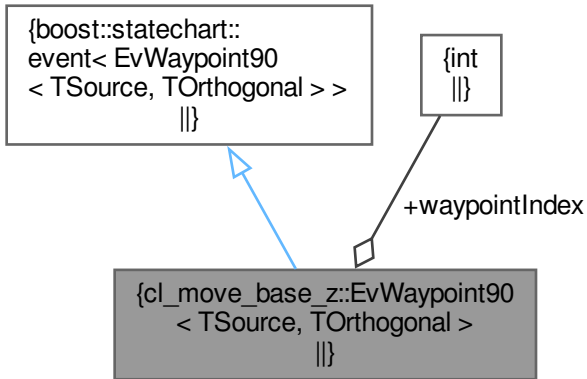 {boost::statechart::
event< EvWaypoint90
< TSource, TOrthogonal > >
||}
{int
||}
+waypointIndex
{cl_move_base_z::EvWaypoint90
< TSource, TOrthogonal >
||}